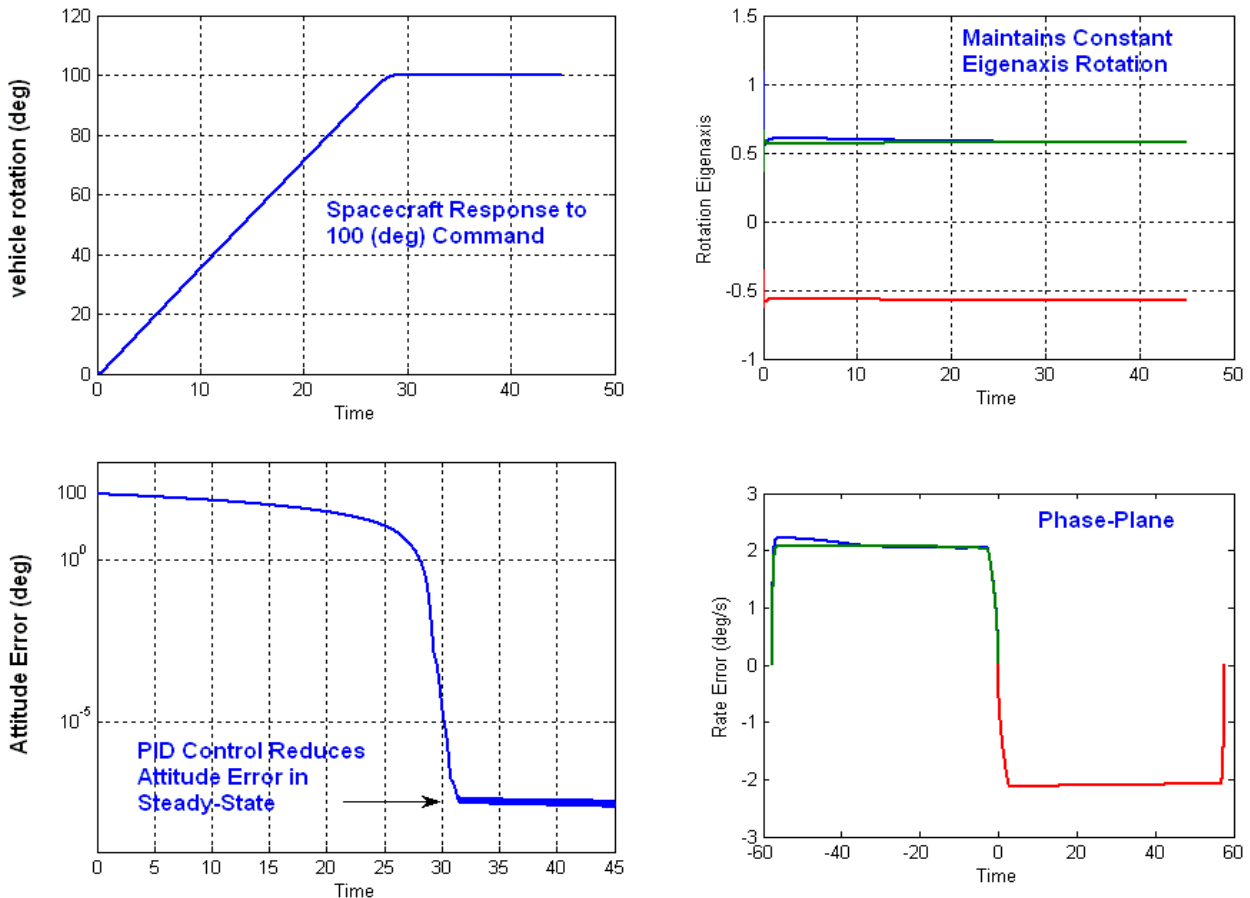 120
100
80
60
40
20
0
0 10 20 30 40 50
Time
vehicle rotation (deg)
Spacecraft Response to
100 (deg) Command
1.5
1
0.5
0
-0.5
-1
0 10 20 30 40 50
Time
Rotation Eigenaxis
Maintains Constant
Eigenaxis Rotation
100
10^0
10^-5
0 5 10 15 20 25 30 35 40 45
Time
Attitude Error (deg)
PID Control Reduces
Attitude Error in
Steady-State
3
2
1
0
-1
-2
-3
-60 -40 -20 0 20 40 60
Time
Rate Error (deg/s)
Phase-Plane